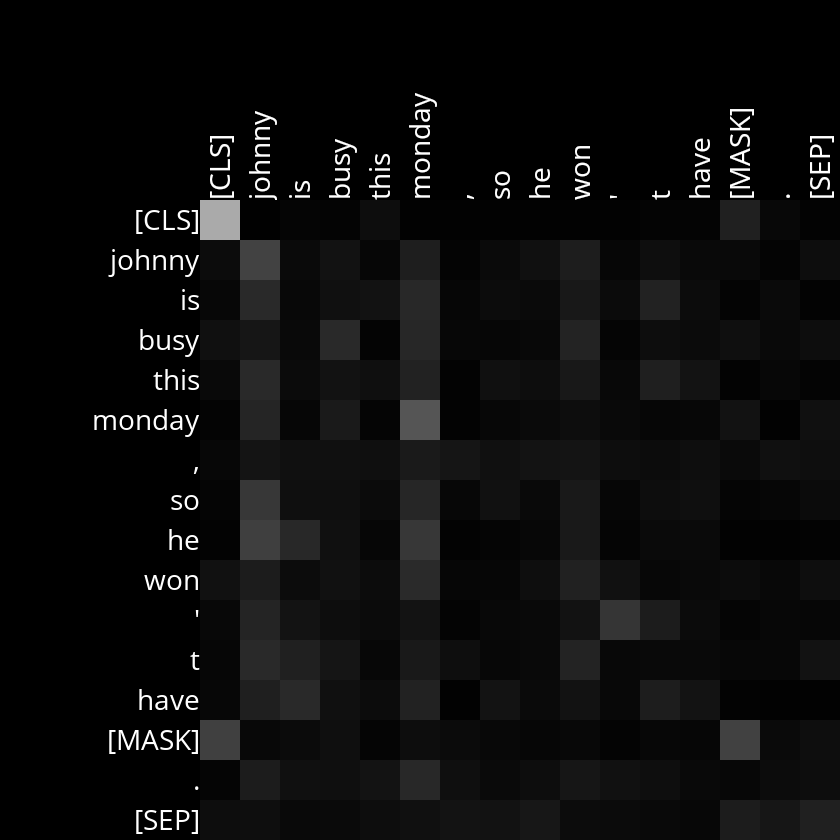 [CLS] johnny is busy this monday , so he won ' t have [MASK] . [SEP]
[CLS]
johnny
is
busy
this
monday
,
so
he
won
'
t
have
[MASK]
.
[SEP]